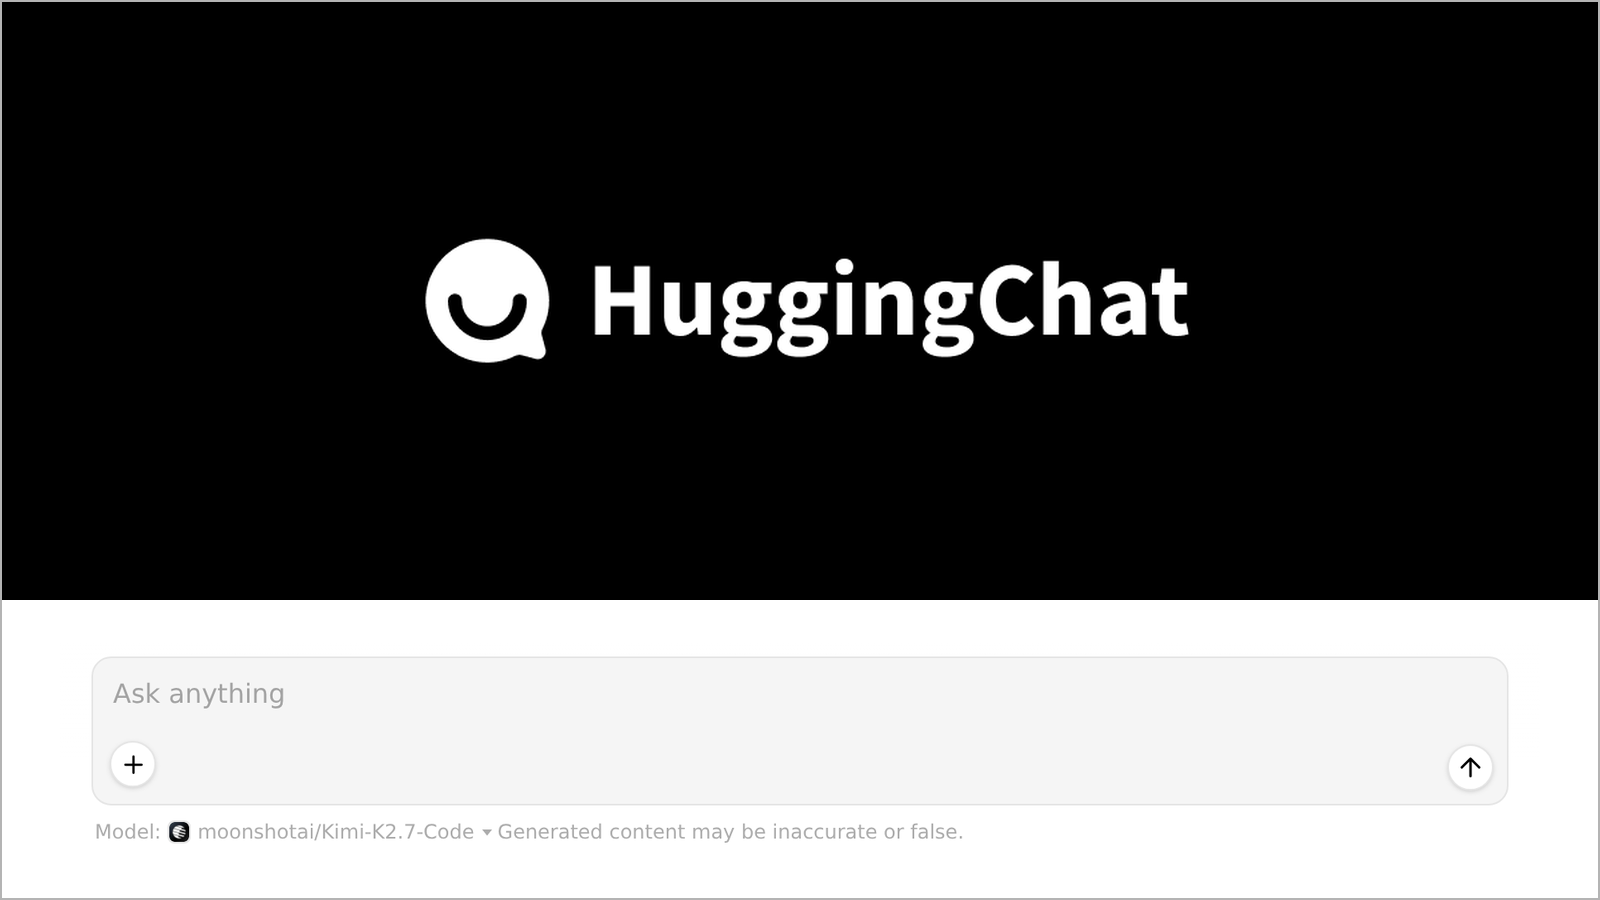 HuggingChat
Ask anything
Model: moonshotai/Kimi-K2.7-Code Generated content may be inaccurate or false.